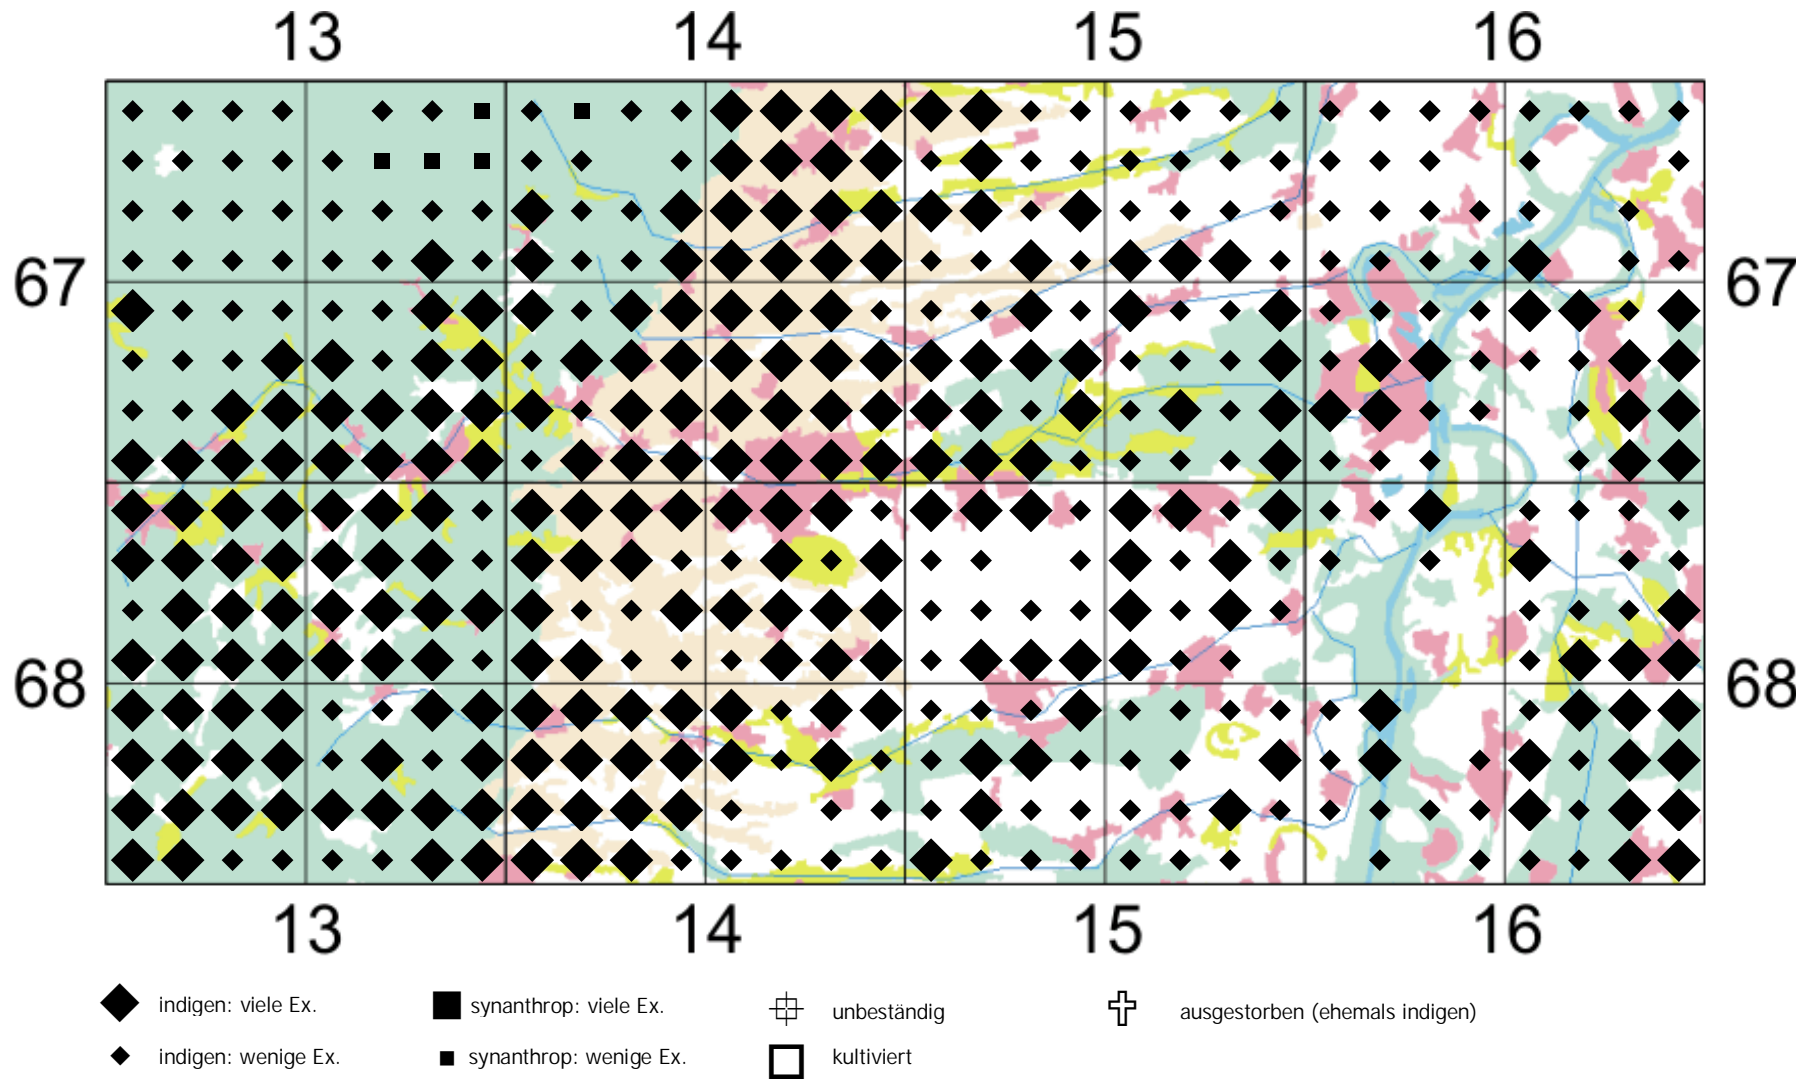 13 14 15 16
67 67
68 68
13 14 15 16
indigen: viele Ex. synanthrop: viele Ex. unbeständig ausgestorben (ehemals indigen)
indigen: wenige Ex. synanthrop: wenige Ex. kultiviert